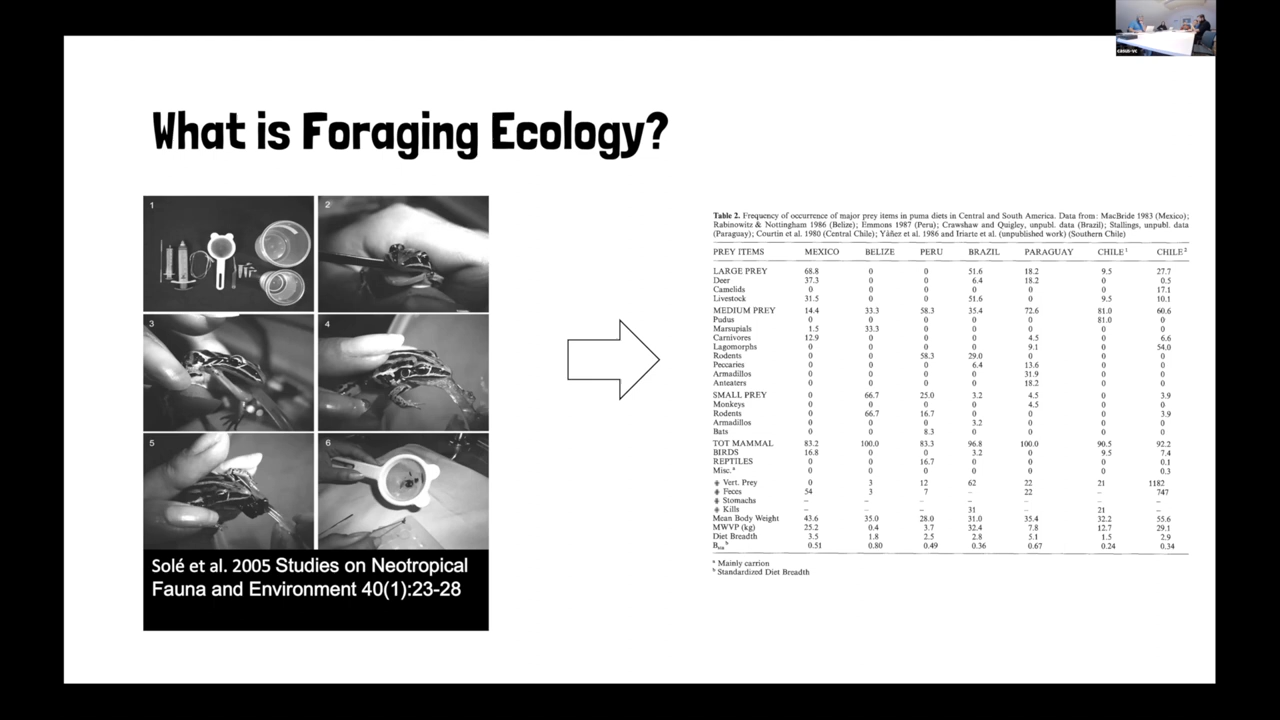 What is Foraging Ecology?
1
2
3
4
5
6
Solé et al. 2005 Studies on Neotropical
Fauna and Environment 40(1):23-28
Table 2. Frequency of occurrence of major prey items in puma diets in Central and South America. Data from: MacBride 1983 (Mexico);
Rabinowitz & Nottingham 1986 (Belize); Emmons 1987 (Peru); Crawshaw and Quigley, unpubl. data (Brazil); Stallings, unpubl. data
(Paraguay); Courtin et al. 1980 (Central Chile); Yáñez et al. 1986 and Iriarte et al. (unpublished work) (Southern Chile)
PREY ITEMS MEXICO BELIZE PERU BRAZIL PARAGUAY CHILE 1 CHILE 2
LARGE PREY 68.8 0 0 51.6 18.2 9.5 27.7
Deer 37.3 0 0 6.4 18.2 0 0.5
Camelids 0 0 0 0 0 0 17.1
Livestock 31.5 0 0 51.6 0 9.5 10.1
MEDIUM PREY 14.4 33.3 58.3 35.4 72.6 81.0 60.6
Pudus 0 0 0 0 0 81.0 0
Marsupials 1.5 33.3 0 0 0 0 0
Carnivores 12.9 0 0 0 4.5 0 6.6
Lagomorphs 0 0 0 0 9.1 0 54.0
Rodents 0 0 58.3 29.0 0 0 0
Peccaries 0 0 0 6.4 13.6 0 0
Armadillos 0 0 0 0 31.9 0 0
Anteaters 0 0 0 0 18.2 0 0
SMALL PREY 0 66.7 25.0 3.2 4.5 0 3.9
Monkeys 0 0 0 0 4.5 0 0
Rodents 0 66.7 16.7 0 0 0 3.9
Armadillos 0 0 0 3.2 0 0 0
Bats 0 0 8.3 0 0 0 0
TOT MAMMAL 83.2 100.0 83.3 96.8 100.0 90.5 92.2
BIRDS 16.8 0 0 3.2 0 9.5 7.4
REPTILES 0 0 16.7 0 0 0 0.1
Misc.a 0 0 0 0 0 0 0.3
# Vert. Prey 0 3 12 62 22 21 1182
# Feces 54 3 7 – 22 – 747
# Stomachs – – – – – – –
# Kills – – – 31 – 21 –
Mean Body Weight 43.6 35.0 28.0 31.0 35.4 32.2 55.6
MWVP (kg) 25.2 0.4 3.7 32.4 7.8 12.7 29.1
Diet Breadth 3.5 1.8 2.5 2.8 5.1 1.5 2.9
0.51 0.80 0.49 0.36 0.67 0.24 0.34
a Mainly carrion
b Standardized Diet Breadth